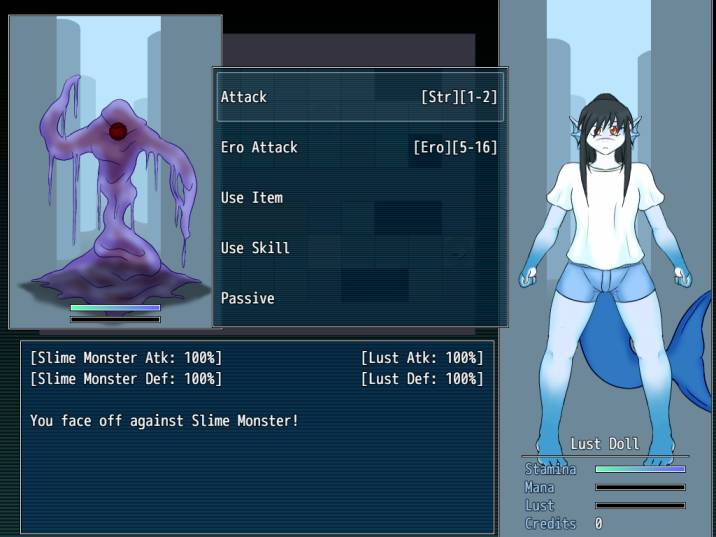 Attack [Str][1-2]
Ero Attack [Ero][5-16]
Use Item
Use Skill
Passive
[Slime Monster Atk: 100%] [Lust Atk: 100%]
[Slime Monster Def: 100%] [Lust Def: 100%]
You face off against Slime Monster!
Lust Doll
Stamina
Mana
Lust
Credits 0